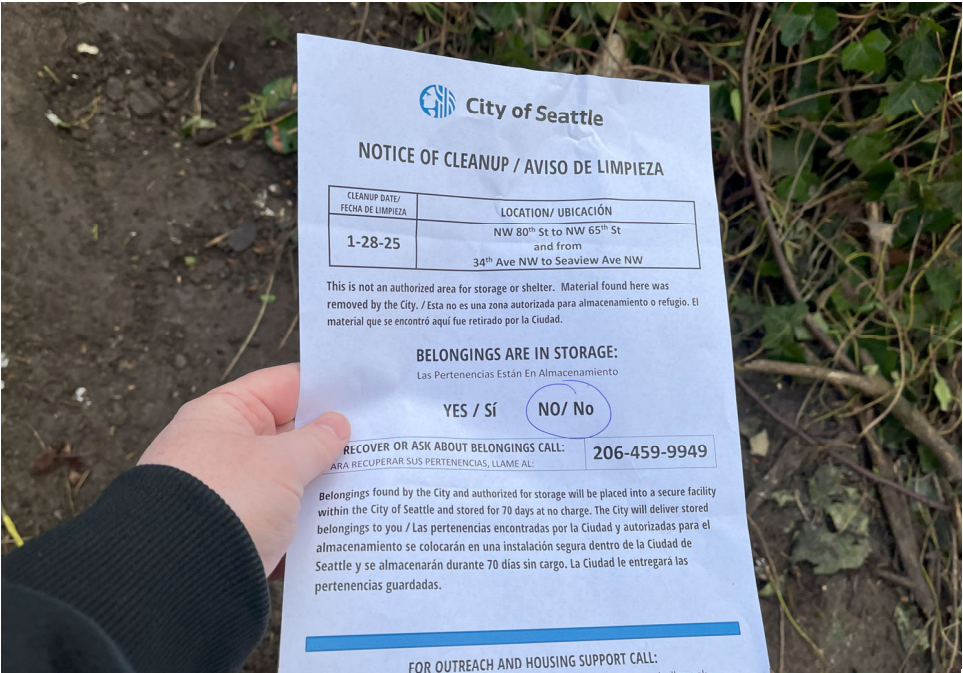 City of Seattle
NOTICE OF CLEANUP / AVISO DE LIMPIEZA
CLEANUP DATE/
FECHA DE LIMPIEZA
LOCATION/ UBICACIÓN
1-28-25
NW 80th St to NW 65th St
and from
34th Ave NW to Seaview Ave NW
This is not an authorized area for storage or shelter. Material found here was
removed by the City. / Esta no es una zona autorizada para almacenamiento o refugio. El
material que se encontró aquí fue retirado por la Ciudad.
BELONGINGS ARE IN STORAGE:
Las Pertenencias Están En Almacenamiento
YES / Sí
NO/ No
RECOVER OR ASK ABOUT BELONGINGS CALL:
ARA RECUPERAR SUS PERTENENCIAS, LLAME AL:
206-459-9949
Belongings found by the City and authorized for storage will be placed into a secure facility
within the City of Seattle and stored for 70 days at no charge. The City will deliver stored
belongings to you / Las pertenencias encontradas por la Ciudad y autorizadas para el
almacenamiento se colocarán en una instalación segura dentro de la Ciudad de
Seattle y se almacenarán durante 70 días sin cargo. La Ciudad le entregará las
pertenencias guardadas.
FOR OUTREACH AND HOUSING SUPPORT CALL: